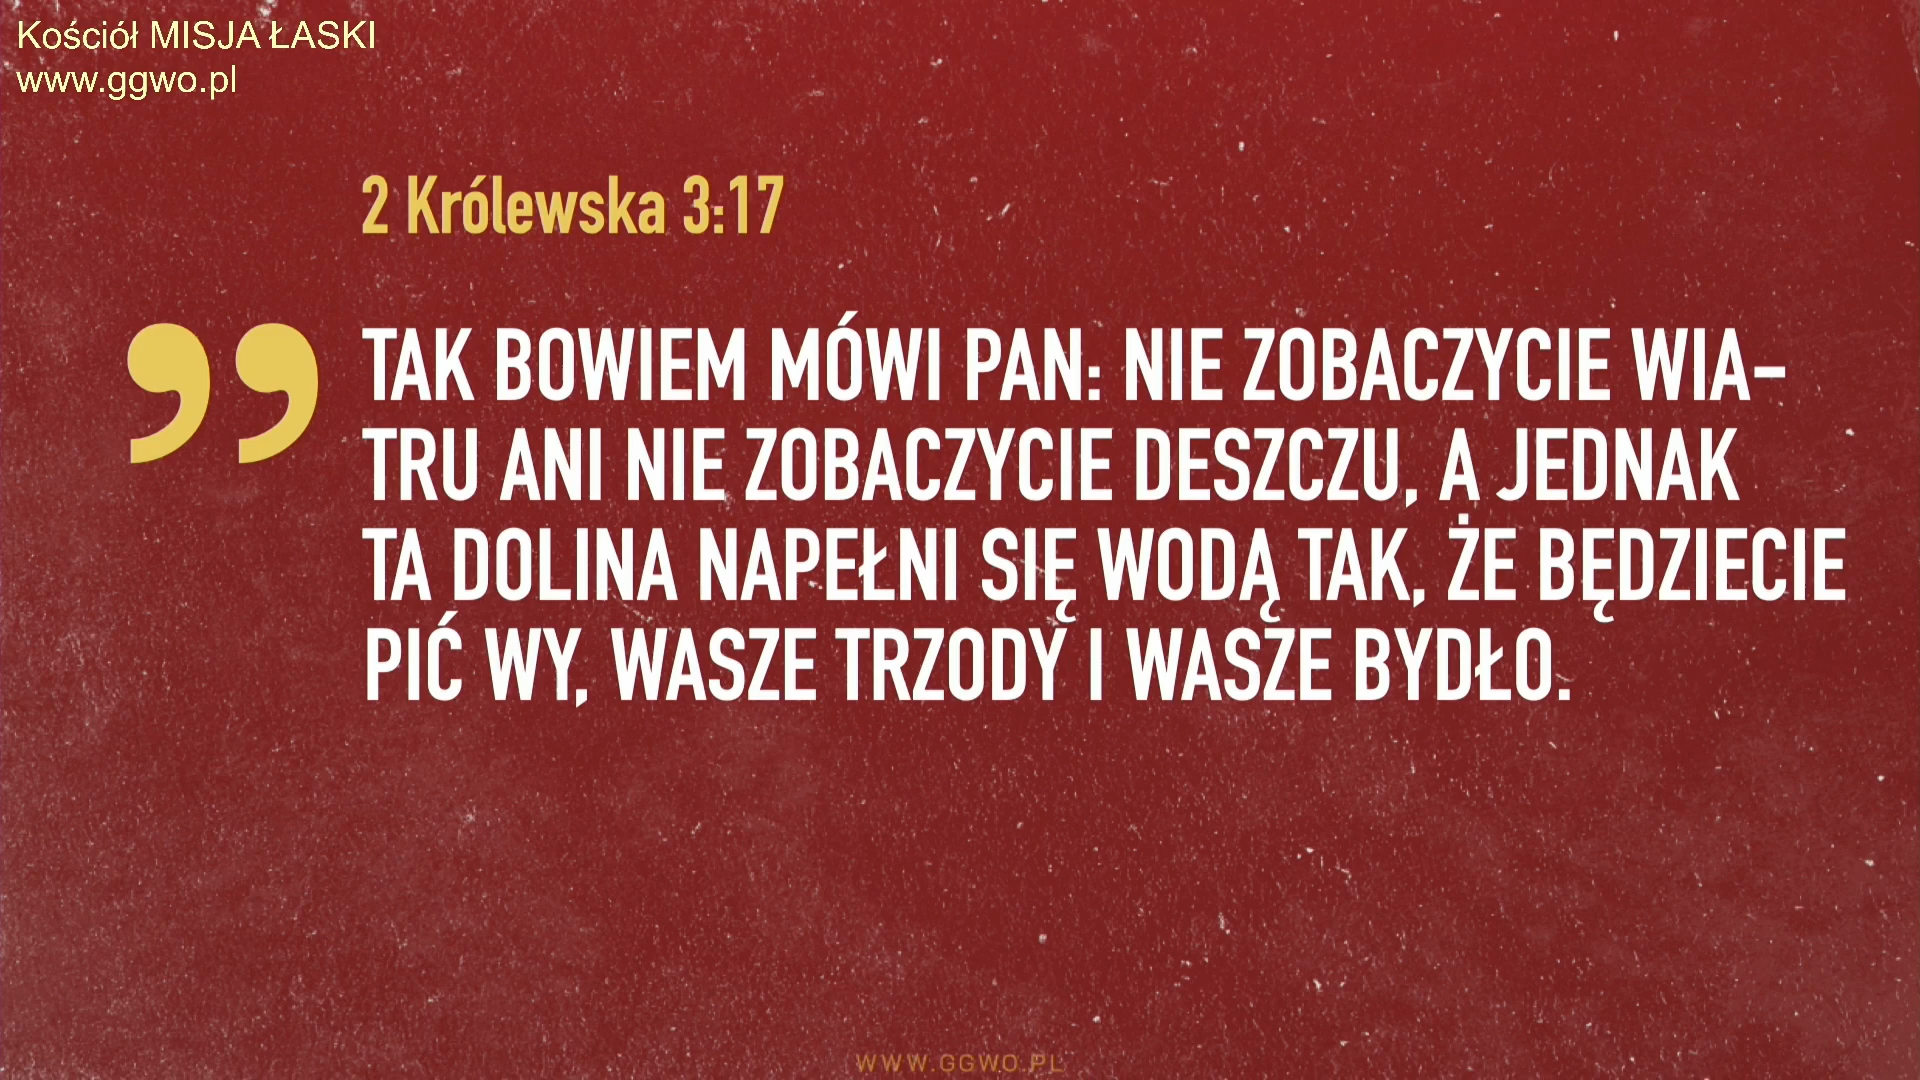 Kościół MISJA ŁASKI
www.ggwo.pl
2 Królewska 3:17
” TAK BOWIEM MÓWI PAN: NIE ZOBACZYCIE WIA-
TRU ANI NIE ZOBACZYCIE DESZCZU, A JEDNAK
TA DOLINA NAPEŁNI SIĘ WODĄ TAK, ŻE BĘDZIECIE
PIĆ WY, WASZE TRZODY I WASZE BYDŁO.
WWW.GGWO.PL